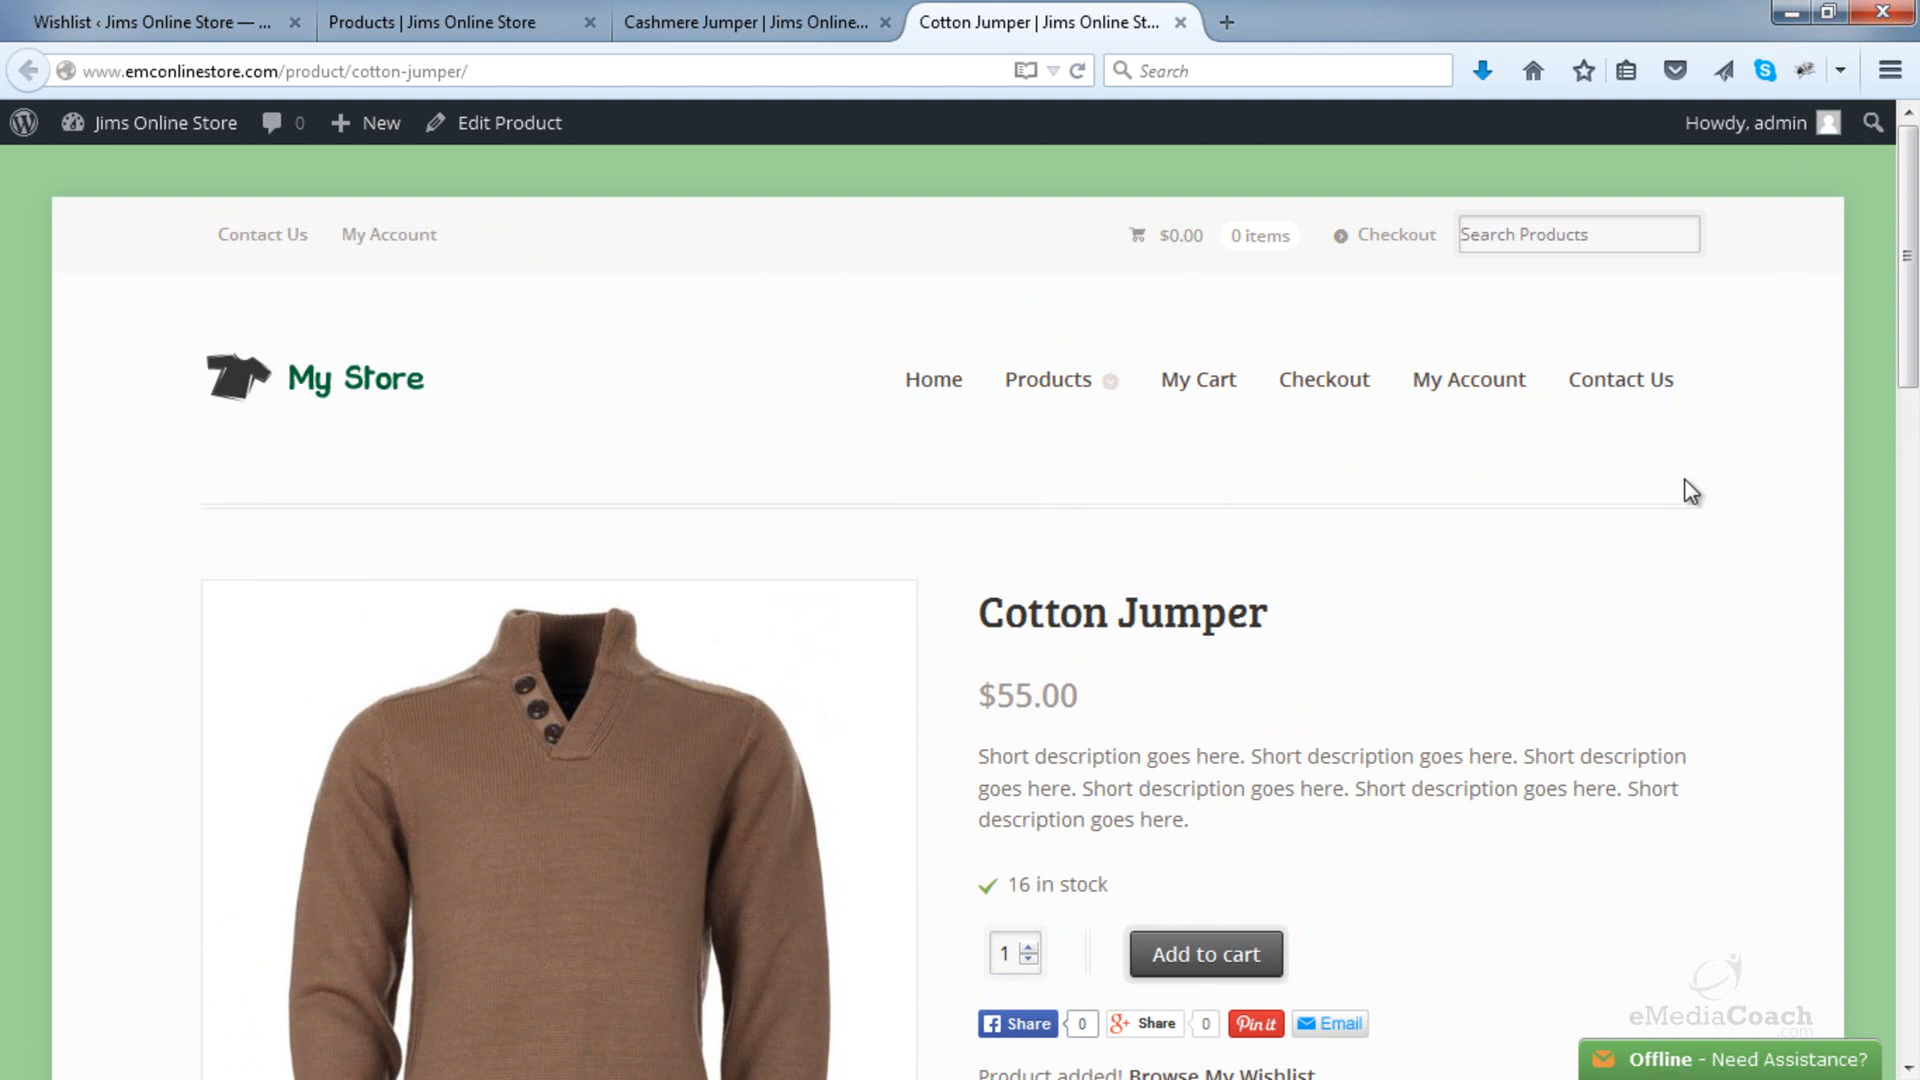 Wishlist ‹ Jims Online Store — ...
Products | Jims Online Store
Cashmere Jumper | Jims Online...
Cotton Jumper | Jims Online St...
www.emconlinestore.com/product/cotton-jumper/
Search
Jims Online Store
0
New
Edit Product
Howdy, admin
Contact Us
My Account
$0.00
0 items
Checkout
Search Products
My Store
Home
Products
My Cart
Checkout
My Account
Contact Us
Cotton Jumper
$55.00
Short description goes here. Short description goes here. Short description
goes here. Short description goes here. Short description goes here. Short
description goes here.
16 in stock
1
Add to cart
Share
0
Share
0
Pin it
Email
eMediaCoach
.com
Offline - Need Assistance?
Product added! Browse My Wishlist